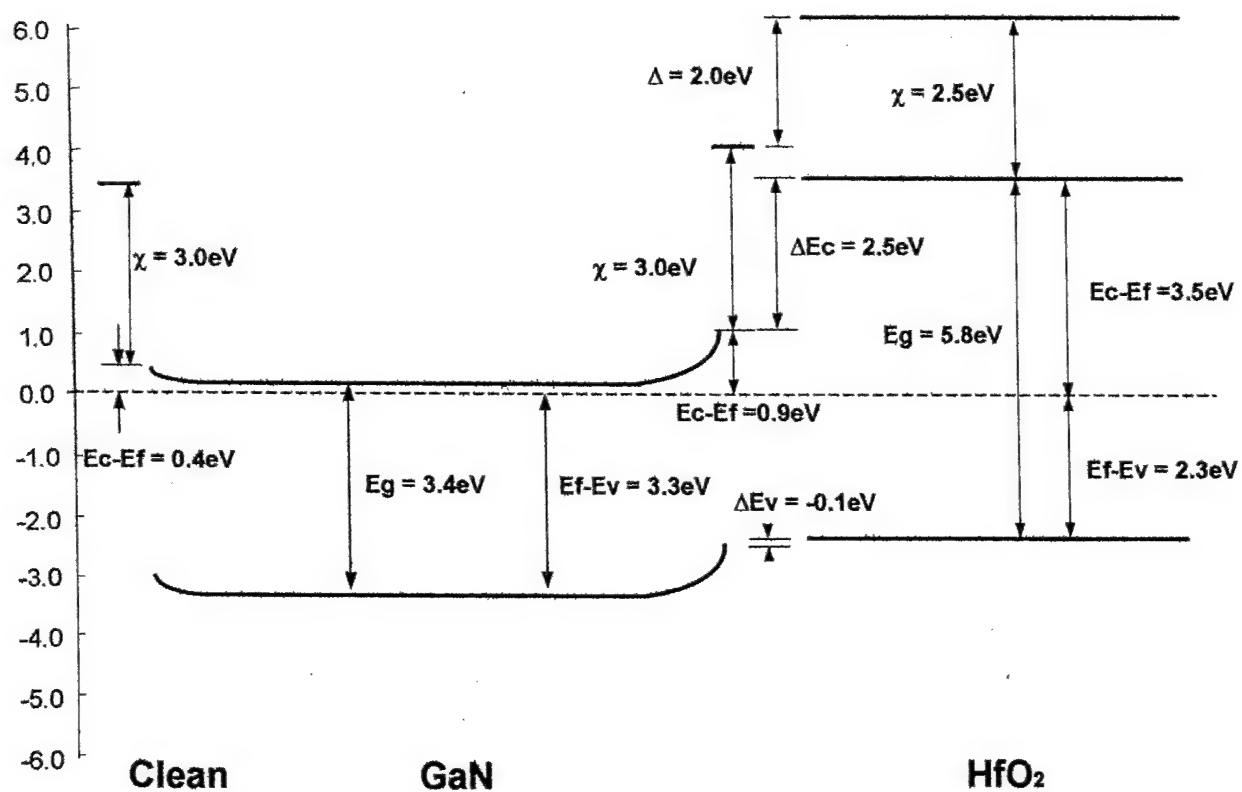 6.0
5.0
4.0
3.0
2.0
1.0
0.0
-1.0
-2.0
-3.0
-4.0
-5.0
-6.0
χ = 3.0eV
Ec-Ef = 0.4eV
Eg = 3.4eV
Ef-Ev = 3.3eV
Δ = 2.0eV
χ = 3.0eV
ΔEc = 2.5eV
Ec-Ef =0.9eV
ΔEv = -0.1eV
χ = 2.5eV
Eg = 5.8eV
Ec-Ef =3.5eV
Ef-Ev = 2.3eV
Clean
GaN
HfO₂